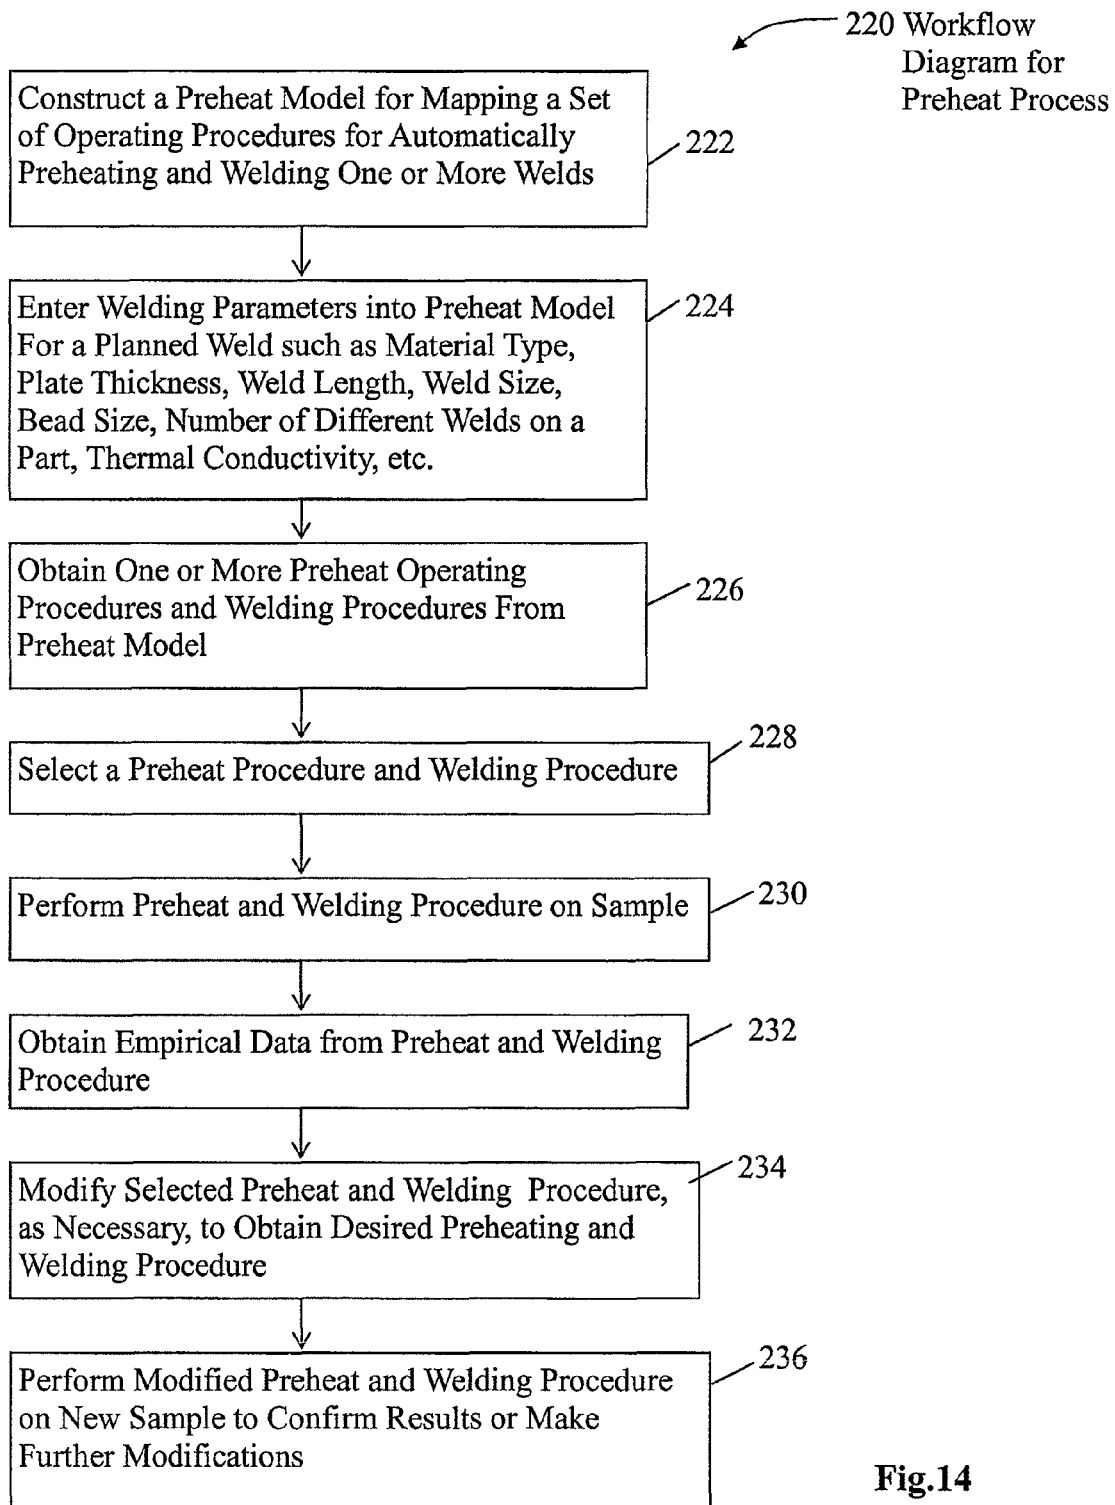 220 Workflow
Diagram for
Preheat Process
Construct a Preheat Model for Mapping a Set
of Operating Procedures for Automatically
Preheating and Welding One or More Welds
222
Enter Welding Parameters into Preheat Model
For a Planned Weld such as Material Type,
Plate Thickness, Weld Length, Weld Size,
Bead Size, Number of Different Welds on a
Part, Thermal Conductivity, etc.
224
Obtain One or More Preheat Operating
Procedures and Welding Procedures From
Preheat Model
226
Select a Preheat Procedure and Welding Procedure
228
Perform Preheat and Welding Procedure on Sample
230
Obtain Empirical Data from Preheat and Welding
Procedure
232
Modify Selected Preheat and Welding Procedure,
as Necessary, to Obtain Desired Preheating and
Welding Procedure
234
Perform Modified Preheat and Welding Procedure
on New Sample to Confirm Results or Make
Further Modifications
236
Fig.14